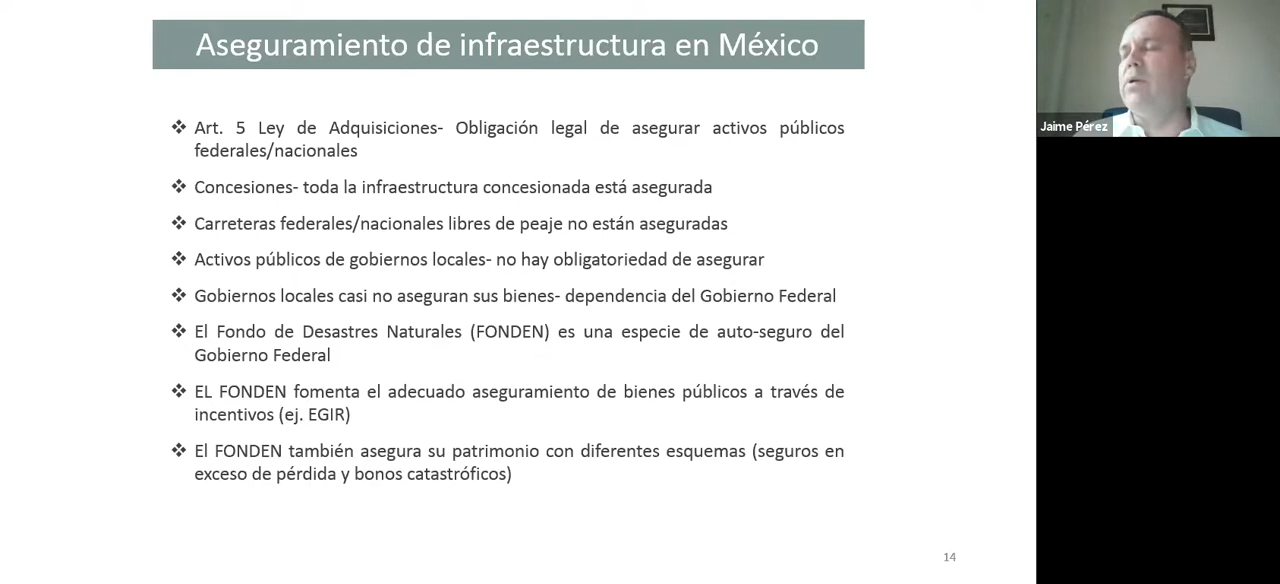 Aseguramiento de infraestructura en México
Art. 5 Ley de Adquisiciones- Obligación legal de asegurar activos públicos
federales/nacionales
Concesiones- toda la infraestructura concesionada está asegurada
Carreteras federales/nacionales libres de peaje no están aseguradas
Activos públicos de gobiernos locales- no hay obligatoriedad de asegurar
Gobiernos locales casi no aseguran sus bienes- dependencia del Gobierno Federal
El Fondo de Desastres Naturales (FONDEN) es una especie de auto-seguro del
Gobierno Federal
EL FONDEN fomenta el adecuado aseguramiento de bienes públicos a través de
incentivos (ej. EGIR)
El FONDEN también asegura su patrimonio con diferentes esquemas (seguros en
exceso de pérdida y bonos catastróficos)
14
Jaime Pérez